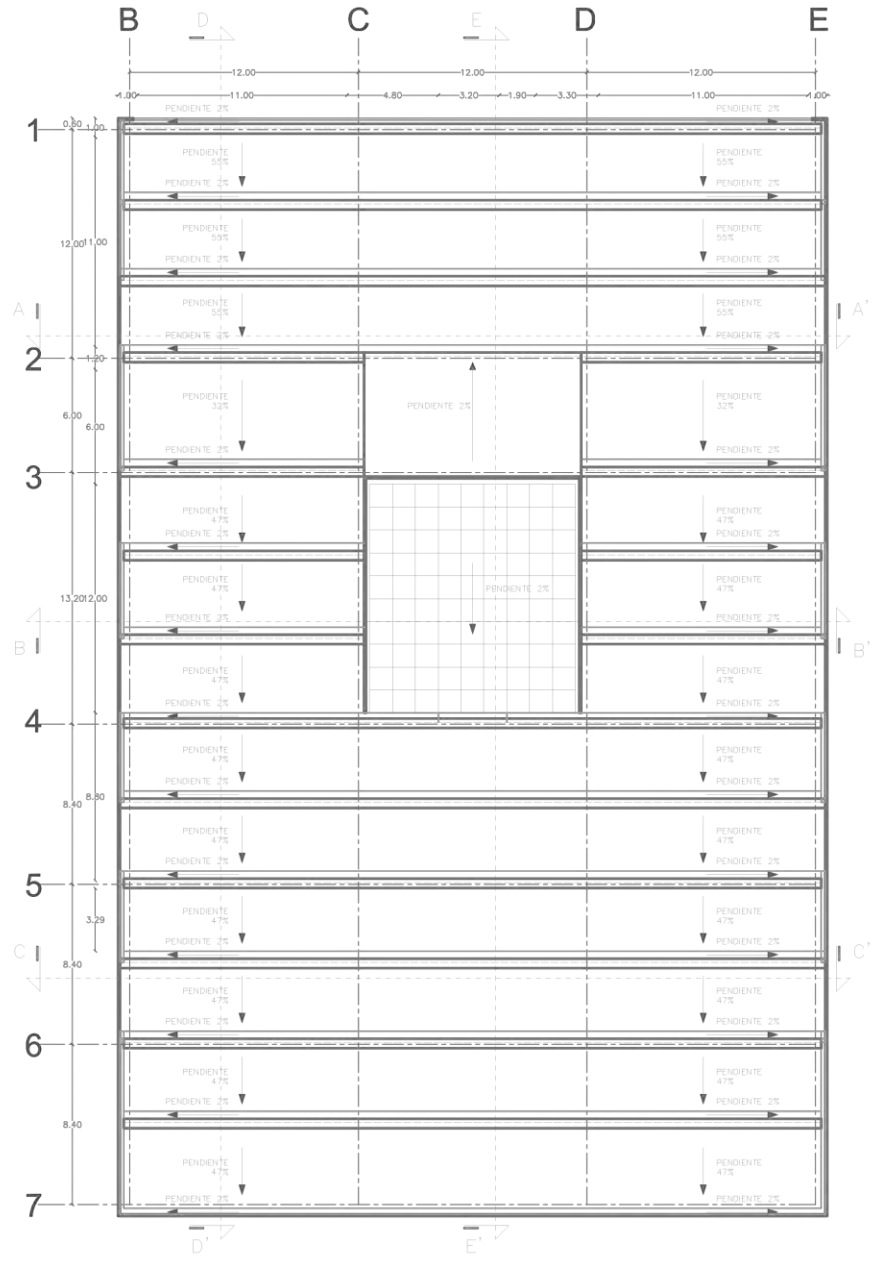 B D C E D E
12.00 12.00 12.00
1.00 11.00 4.80 3.20 1.90 3.30 11.00 1.00
PENDIENTE 2% PENDIENTE 2%
1 0.60 1.00
PENDIENTE PENDIENTE
55% 55%
PENDIENTE 2% PENDIENTE 2%
PENDIENTE PENDIENTE
55% 55%
12.00 11.00
PENDIENTE 2% PENDIENTE 2%
PENDIENTE PENDIENTE
A 55% 55% A'
PENDIENTE 2% PENDIENTE 2%
2 1.20
PENDIENTE PENDIENTE
32% PENDIENTE 2% 32%
6.00
6.00
PENDIENTE 2% PENDIENTE 2%
3
PENDIENTE PENDIENTE
47% 47%
PENDIENTE 2% PENDIENTE 2%
PENDIENTE PENDIENTE
47% PENDIENTE 2% 47%
13.20 12.00
PENDIENTE 2% PENDIENTE 2%
B B'
PENDIENTE PENDIENTE
47% 47%
PENDIENTE 2% PENDIENTE 2%
4
PENDIENTE PENDIENTE
47% 47%
PENDIENTE 2% PENDIENTE 2%
8.40
PENDIENTE PENDIENTE
47% 47%
PENDIENTE 2% PENDIENTE 2%
5
PENDIENTE PENDIENTE
47% 47%
3.29
C PENDIENTE 2% PENDIENTE 2% C'
8.40
PENDIENTE PENDIENTE
47% 47%
PENDIENTE 2% PENDIENTE 2%
6
PENDIENTE PENDIENTE
47% 47%
PENDIENTE 2% PENDIENTE 2%
8.40
PENDIENTE PENDIENTE
47% 47%
PENDIENTE 2% PENDIENTE 2%
7
D' E'